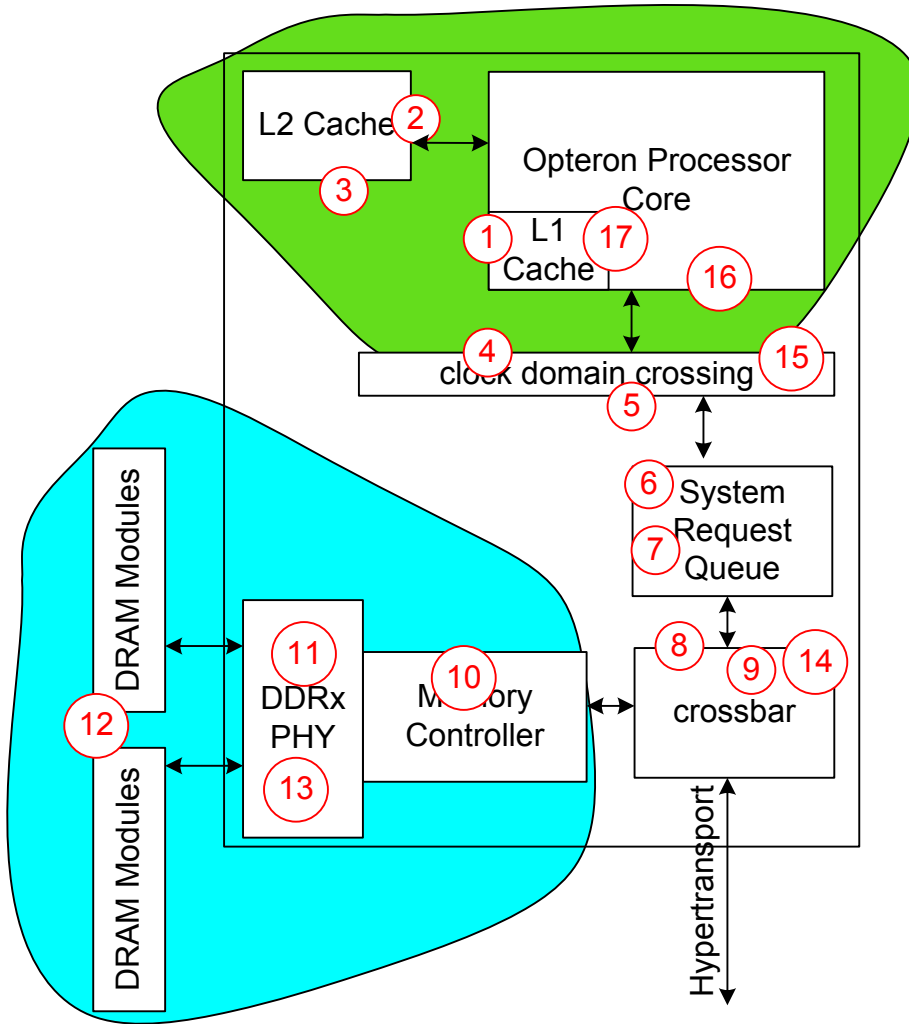 L2 Cache
2
3
Opteron Processor
Core
1
L1
Cache
17
16
4
15
clock domain crossing
5
6
System
Request
Queue
7
8
9
14
crossbar
Hypertransport
10
Memory
Controller
11
DDRx
PHY
13
DRAM Modules
12
DRAM Modules